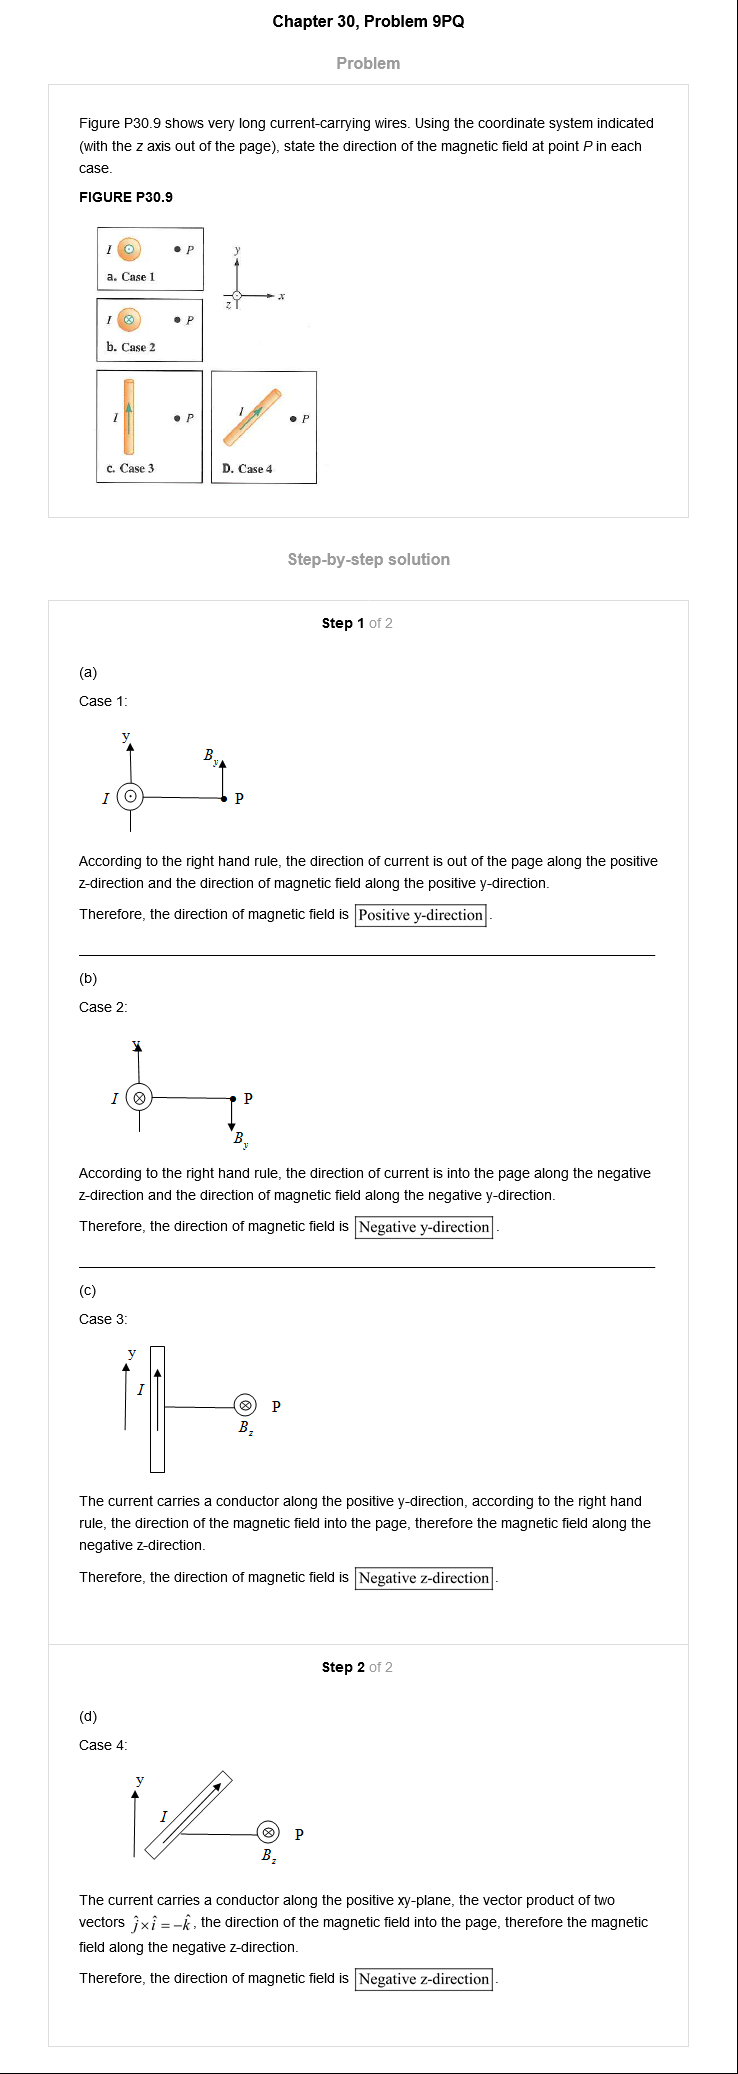 Chapter 30, Problem 9PQ
Problem
Figure P30.9 shows very long current-carrying wires. Using the coordinate system indicated
(with the z axis out of the page), state the direction of the magnetic field at point P in each
case.
FIGURE P30.9
I P
a. Case 1
y
x
z
I P
b. Case 2
I P
c. Case 3
I P
D. Case 4
Step-by-step solution
Step 1 of 2
(a)
Case 1:
y
By
I P
According to the right hand rule, the direction of current is out of the page along the positive
z-direction and the direction of magnetic field along the positive y-direction.
Therefore, the direction of magnetic field is Positive y-direction.
(b)
Case 2:
y
I P
By
According to the right hand rule, the direction of current is into the page along the negative
z-direction and the direction of magnetic field along the negative y-direction.
Therefore, the direction of magnetic field is Negative y-direction.
(c)
Case 3:
y
I
P
Bz
The current carries a conductor along the positive y-direction, according to the right hand
rule, the direction of the magnetic field into the page, therefore the magnetic field along the
negative z-direction.
Therefore, the direction of magnetic field is Negative z-direction.
Step 2 of 2
(d)
Case 4:
y
I
P
Bz
The current carries a conductor along the positive xy-plane, the vector product of two
vectors ĵ×î=−k̂, the direction of the magnetic field into the page, therefore the magnetic
field along the negative z-direction.
Therefore, the direction of magnetic field is Negative z-direction.